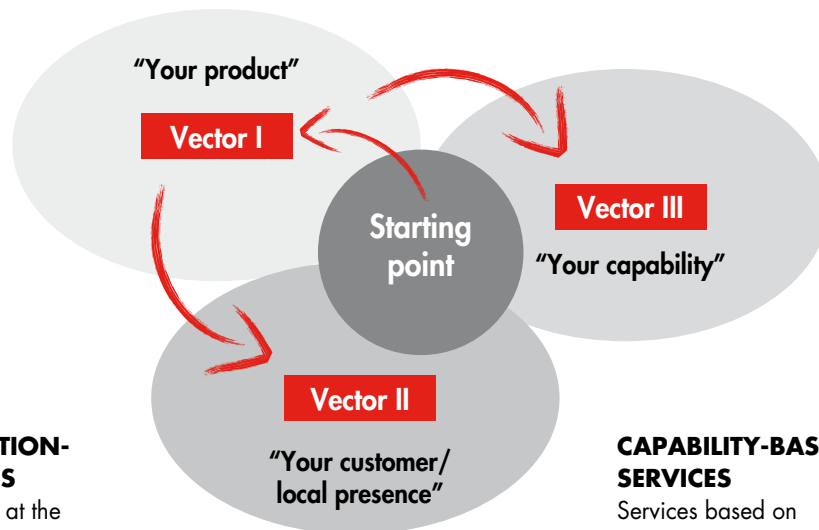 “Your product”
Vector I
Starting
point
Vector III
“Your capability”
Vector II
“Your customer/
local presence”
TION-
S
at the
CAPABILITY-BAS
SERVICES
Services based on